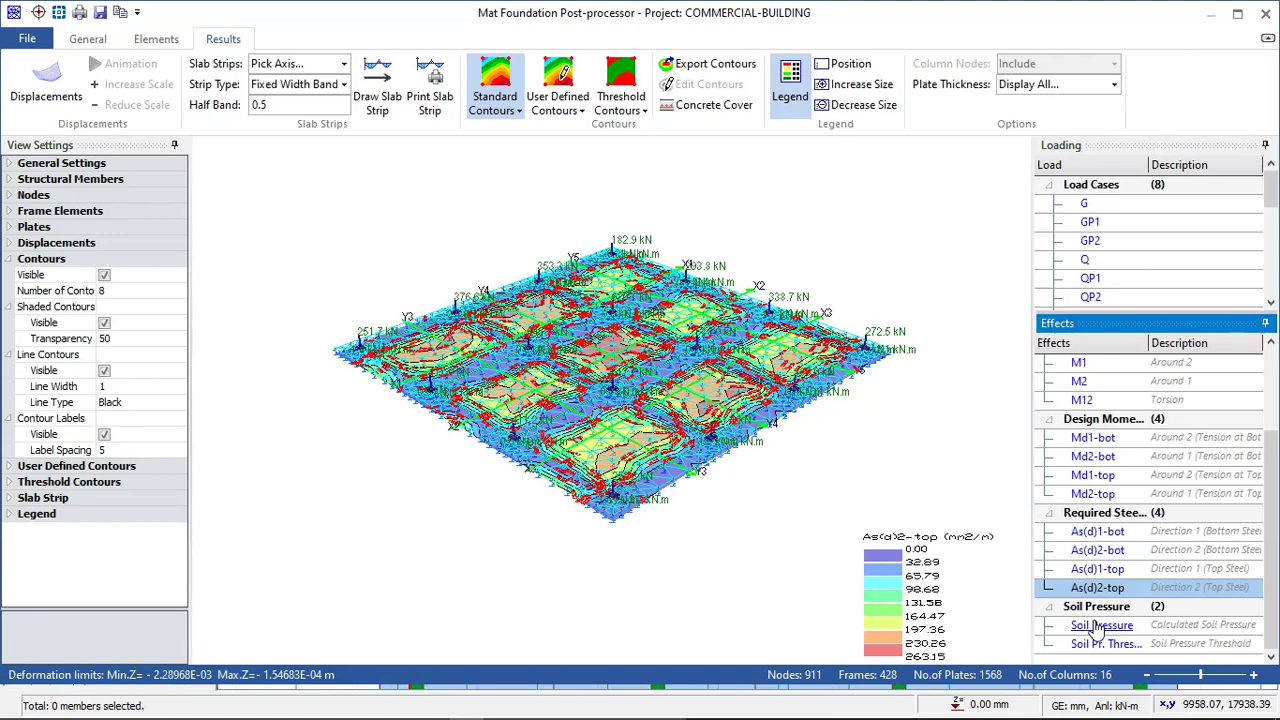 Mat Foundation Post-processor - Project: COMMERCIAL-BUILDING
File General Elements Results
Displacements
Animation
Increase Scale
Reduce Scale
Displacements
Slab Strips: Pick Axis...
Strip Type: Fixed Width Band
Half Band: 0.5
Draw Slab Strip
Print Slab Strip
Slab Strips
Standard Contours
User Defined Contours
Threshold Contours
Export Contours
Edit Contours
Concrete Cover
Contours
Legend
Position
Increase Size
Decrease Size
Legend
Column Nodes: Include
Plate Thickness: Display All...
Options
View Settings
General Settings
Structural Members
Nodes
Frame Elements
Plates
Displacements
Contours
Visible
Number of Conto 8
Shaded Contours
Visible
Transparency 50
Line Contours
Visible
Line Width 1
Line Type Black
Contour Labels
Visible
Label Spacing 5
User Defined Contours
Threshold Contours
Slab Strip
Legend
182.9 kN
Y5
X2
338.7 kN
X3
272.5 kN
Y4
Y3
Y4
Y3
As(d)2-top (mm2/m)
0.00
32.89
65.79
98.68
131.58
164.47
197.36
230.26
263.15
Loading
Load Description
Load Cases (8)
G
GP1
GP2
Q
QP1
QP2
Effects
Effects Description
M1 Around 2
M2 Around 1
M12 Torsion
Design Mome... (4)
Md1-bot Around 2 (Tension at Bot
Md2-bot Around 1 (Tension at Bot
Md1-top Around 2 (Tension at Top
Md2-top Around 1 (Tension at Top
Required Stee... (4)
As(d)1-bot Direction 1 (Bottom Steel
As(d)2-bot Direction 2 (Bottom Steel
As(d)1-top Direction 1 (Top Steel)
As(d)2-top Direction 2 (Top Steel)
Soil Pressure (2)
Soil Pressure Calculated Soil Pressure
Soil Pr. Thres... Soil Pressure Threshold
Deformation limits: Min.Z= - 2.28968E-03 Max.Z= - 1.54683E-04 m Nodes: 911 Frames: 428 No.of Plates: 1568 No.of Columns: 16
Total: 0 members selected. Z= 0.00 mm GE: mm, Anl: kN-m x,y 9958.07, 17938.39